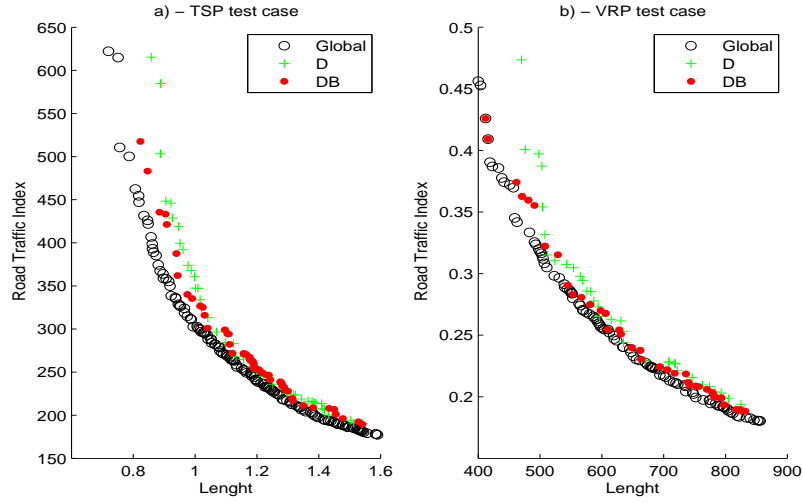 a) – TSP test case
Global
D
DB
Road Traffic Index
650
600
550
500
450
400
350
300
250
200
150
0.8
1
1.2
1.4
1.6
Lenght
b) – VRP test case
Global
D
DB
Road Traffic Index
0.5
0.45
0.4
0.35
0.3
0.25
0.2
400
500
600
700
800
900
Lenght